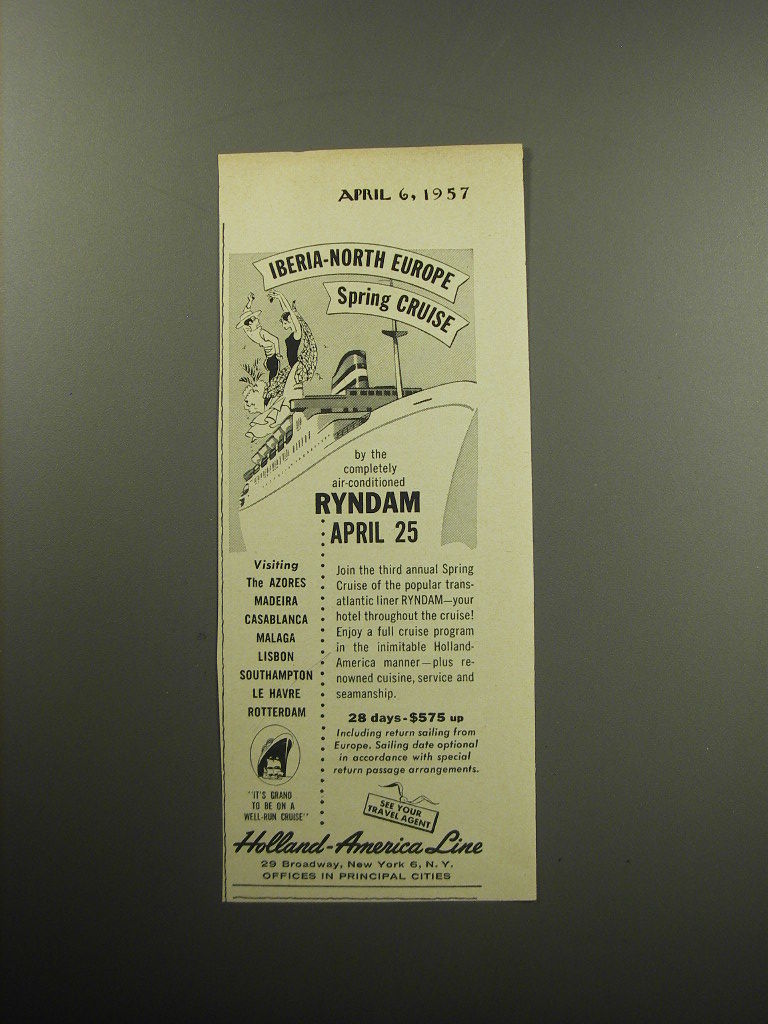 APRIL 6, 1957
IBERIA-NORTH EUROPE
Spring CRUISE
by the
completely
air-conditioned
RYNDAM
APRIL 25
Visiting
The AZORES
MADEIRA
CASABLANCA
MALAGA
LISBON
SOUTHAMPTON
LE HAVRE
ROTTERDAM
"IT'S GRAND
TO BE ON A
WELL-RUN CRUISE"
Join the third annual Spring
Cruise of the popular trans-
atlantic liner RYNDAM—your
hotel throughout the cruise!
Enjoy a full cruise program
in the inimitable Holland-
America manner—plus re-
nowned cuisine, service and
seamanship.
28 days-$575 up
Including return sailing from
Europe. Sailing date optional
in accordance with special
return passage arrangements.
SEE YOUR
TRAVEL AGENT
Holland-America Line
29 Broadway, New York 6, N.Y.
OFFICES IN PRINCIPAL CITIES